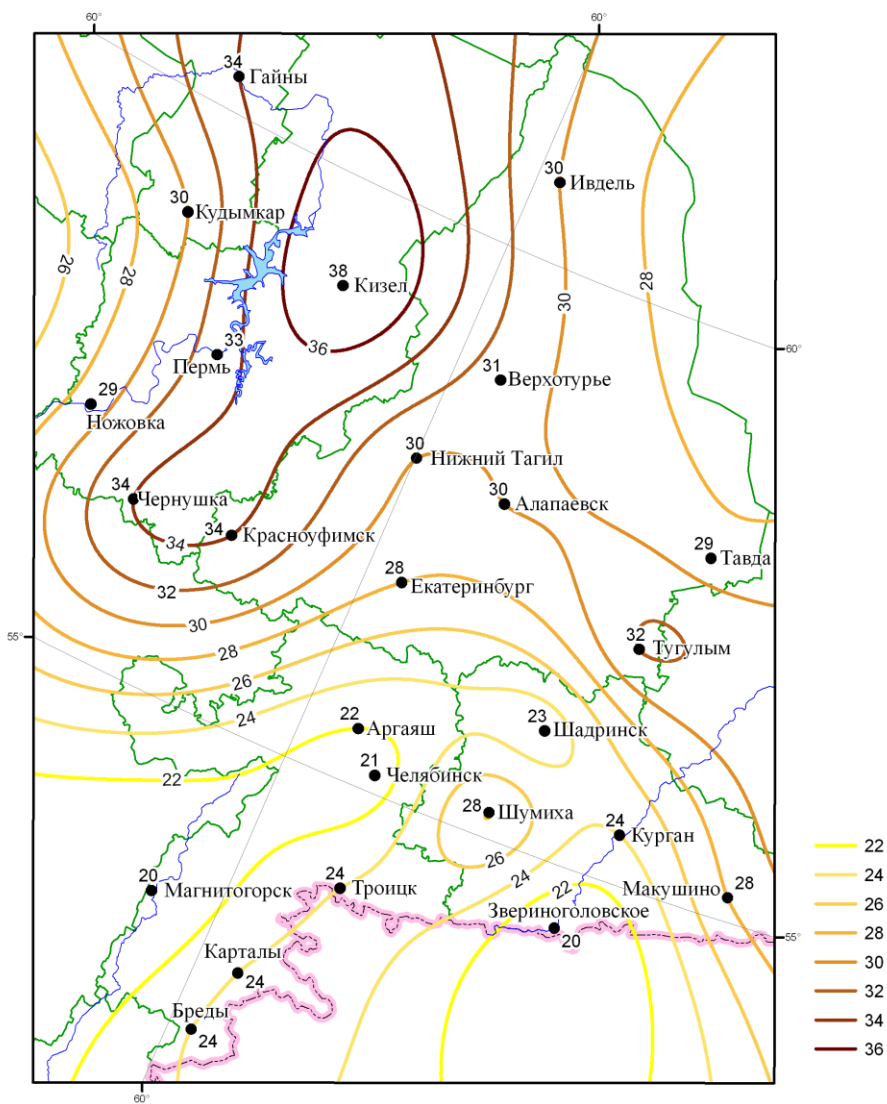 60°
60°
34
Гайны
30
Ивдель
30
Кудымкар
26
28
38
Кизел
28
30
36
33
Пермь
60°
31
Верхотурье
29
Ножовка
30
Нижний Тагил
34
Чернушка
30
Алапаевск
34
Красноуфимск
34
29
Тавда
28
Екатеринбург
32
30
55°
32
Тугулым
28
26
24
22
Аргаяш
23
Шадринск
21
Челябинск
22
28
Шумиха
24
Курган
26
20
Магнитогорск
24
Троицк
24
22
Макушино
28
Звериноголовское
20
55°
Карталы
24
Бреды
24
60°
22
24
26
28
30
32
34
36